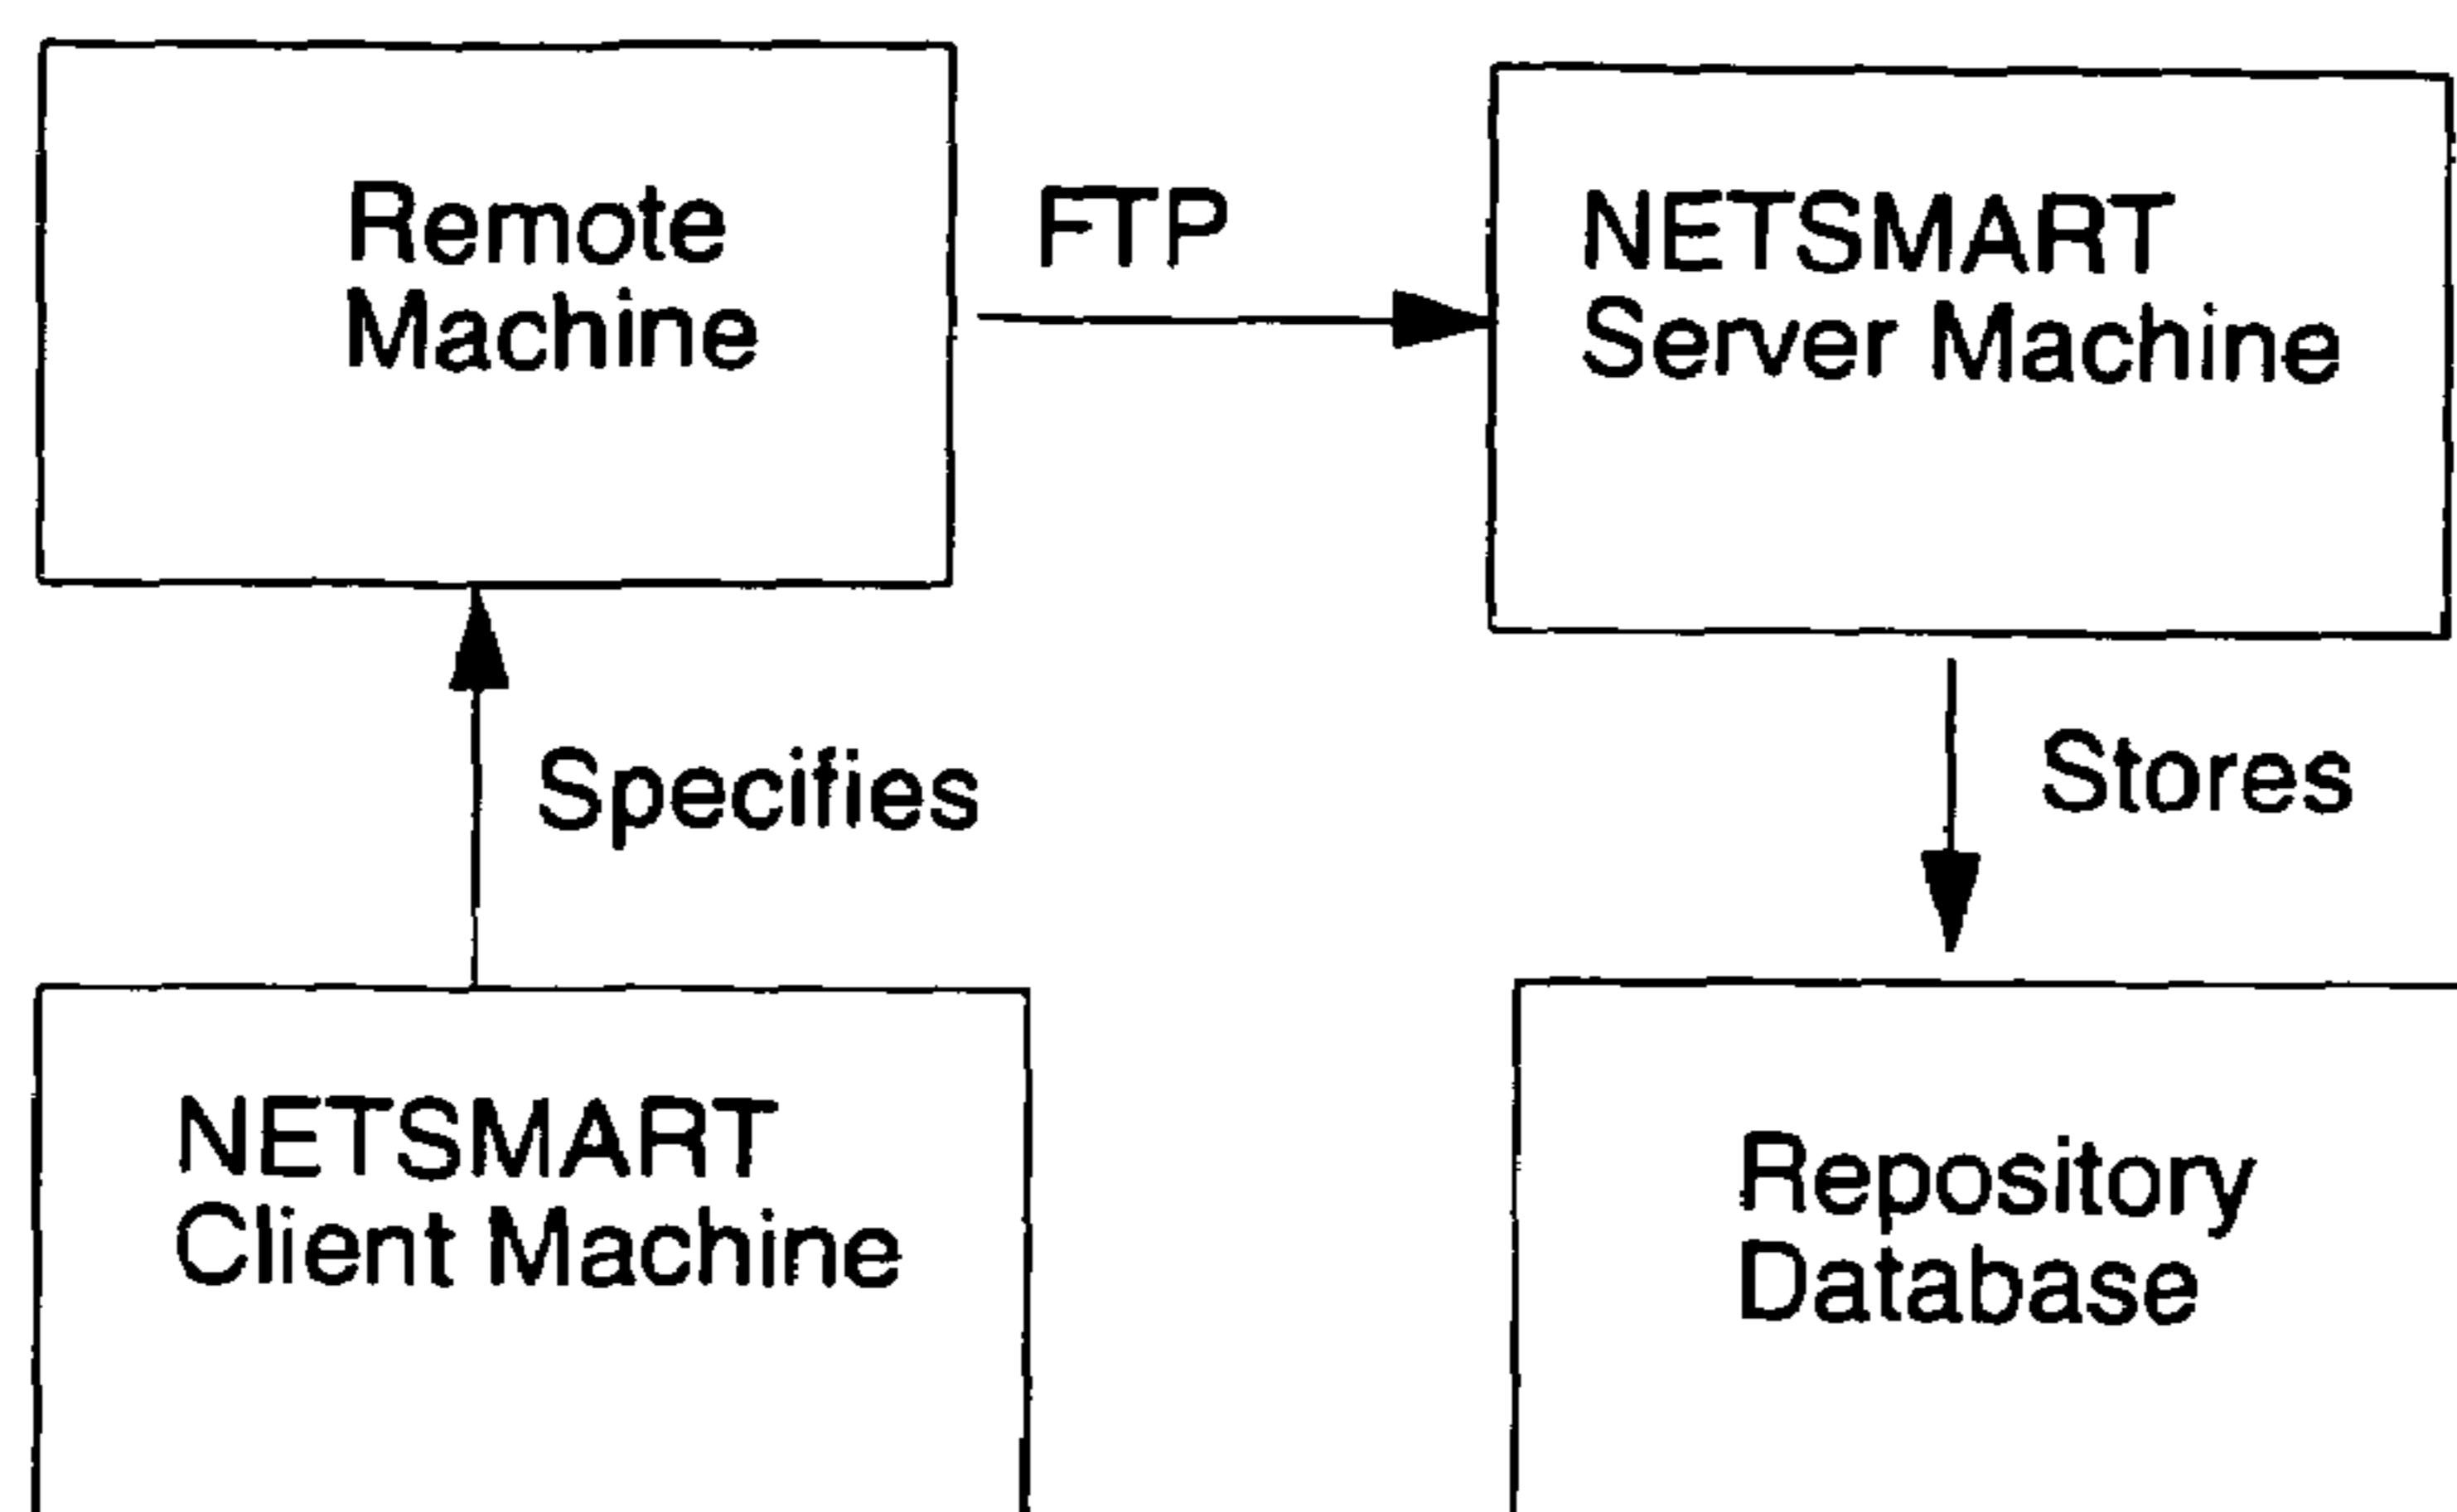 Remote
Machine
FTP
NETSMART
Server Machine
Specifies
Stores
NETSMART
Client Machine
Repository
Database